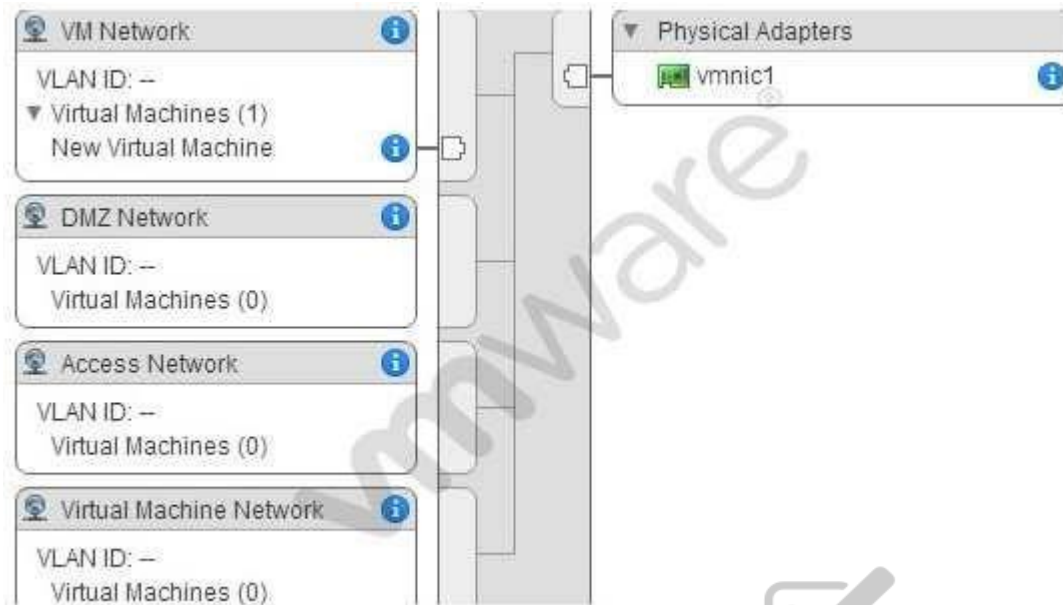 VM Network
VLAN ID: --
Virtual Machines (1)
New Virtual Machine
DMZ Network
VLAN ID: --
Virtual Machines (0)
Access Network
VLAN ID: --
Virtual Machines (0)
Virtual Machine Network
VLAN ID: --
Virtual Machines (0)
Physical Adapters
vmnic1
vmware®